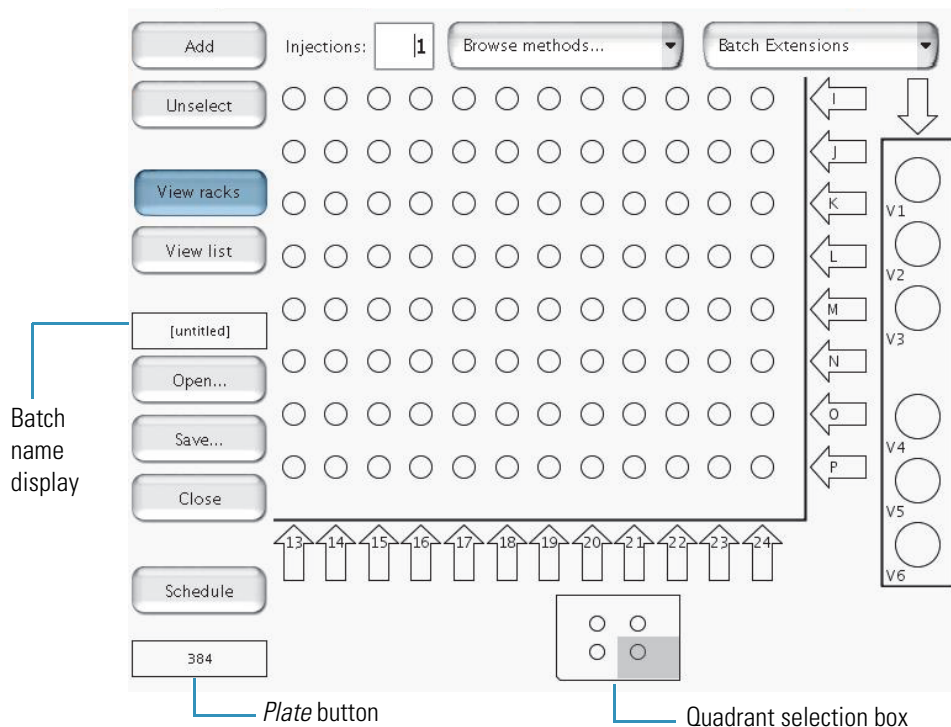 Add
Injections: 1
Browse methods...
Batch Extensions
Unselect
I
J
View racks
K
V1
View list
L
V2
[untitled]
M
V3
Open...
N
Batch
name
display
Save...
O
V4
Close
P
V5
13 14 15 16 17 18 19 20 21 22 23 24
Schedule
V6
384
Plate button
Quadrant selection box